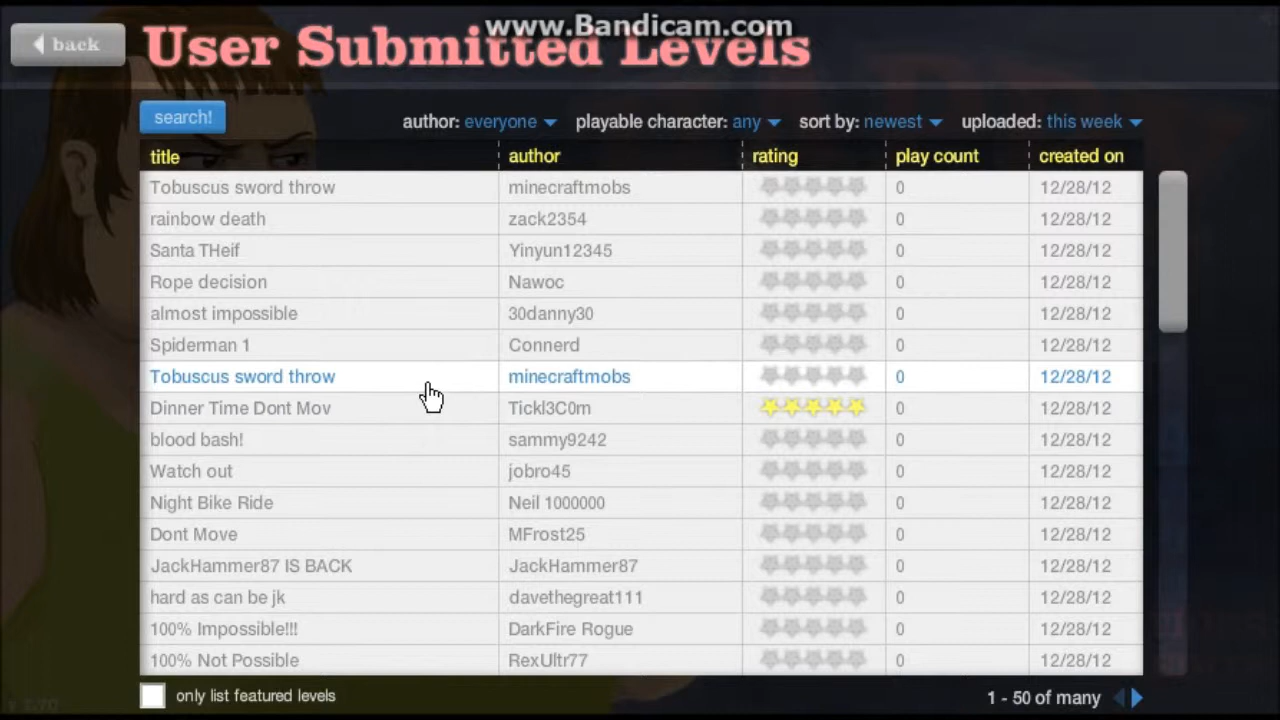 www.Bandicam.com
back
User Submitted Levels
search!
author: everyone playable character: any sort by: newest uploaded: this week
title author rating play count created on
Tobuscus sword throw minecraftmobs 0 12/28/12
rainbow death zack2354 0 12/28/12
Santa THeif Yinyun12345 0 12/28/12
Rope decision Nawoc 0 12/28/12
almost impossible 30danny30 0 12/28/12
Spiderman 1 Connerd 0 12/28/12
Tobuscus sword throw minecraftmobs 0 12/28/12
Dinner Time Dont Mov Tickl3C0m 0 12/28/12
blood bash! sammy9242 0 12/28/12
Watch out jobro45 0 12/28/12
Night Bike Ride Neil 1000000 0 12/28/12
Dont Move MFrost25 0 12/28/12
JackHammer87 IS BACK JackHammer87 0 12/28/12
hard as can be jk davethegreat111 0 12/28/12
100% Impossible!!! DarkFire Rogue 0 12/28/12
100% Not Possible RexUltr77 0 12/28/12
only list featured levels 1 - 50 of many